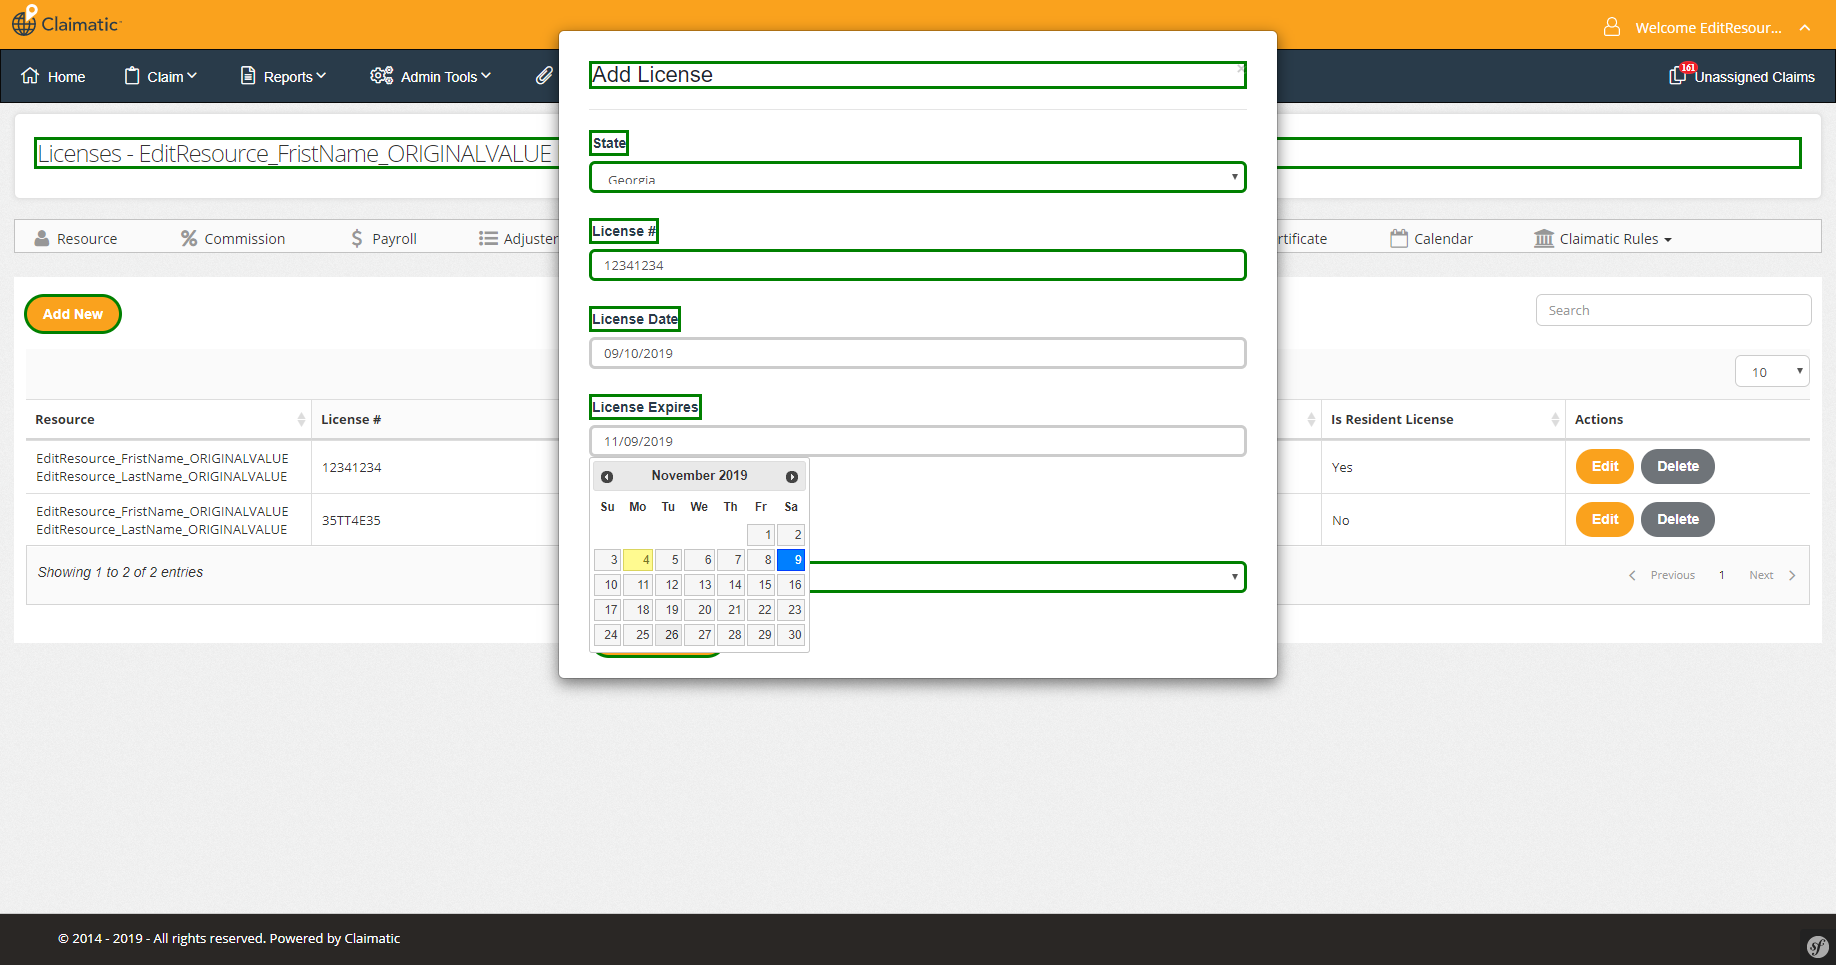 Claimatic
Welcome EditResour...
Home
Claim
Reports
Admin Tools
161
Unassigned Claims
Add License
Licenses - EditResource_FristName_ORIGINALVALUE
State
Georgia
Resource
Commission
Payroll
Adjuster
rtificate
Calendar
Claimatic Rules
License #
12341234
Add New
Search
License Date
09/10/2019
10
License Expires
11/09/2019
Resource
License #
Is Resident License
Actions
EditResource_FristName_ORIGINALVALUE
EditResource_LastName_ORIGINALVALUE
12341234
Yes
Edit
Delete
EditResource_FristName_ORIGINALVALUE
EditResource_LastName_ORIGINALVALUE
35TT4E35
No
Edit
Delete
November 2019
Su Mo Tu We Th Fr Sa
1 2
3 4 5 6 7 8 9
10 11 12 13 14 15 16
17 18 19 20 21 22 23
24 25 26 27 28 29 30
Showing 1 to 2 of 2 entries
Previous
1
Next
© 2014 - 2019 - All rights reserved. Powered by Claimatic
sf